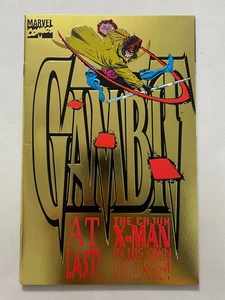 MARVEL
COMICS
GAMBIT
AT
LAST!
THE CAJUN
X-MAN
IN HIS OWN
LIMITED SERIES!